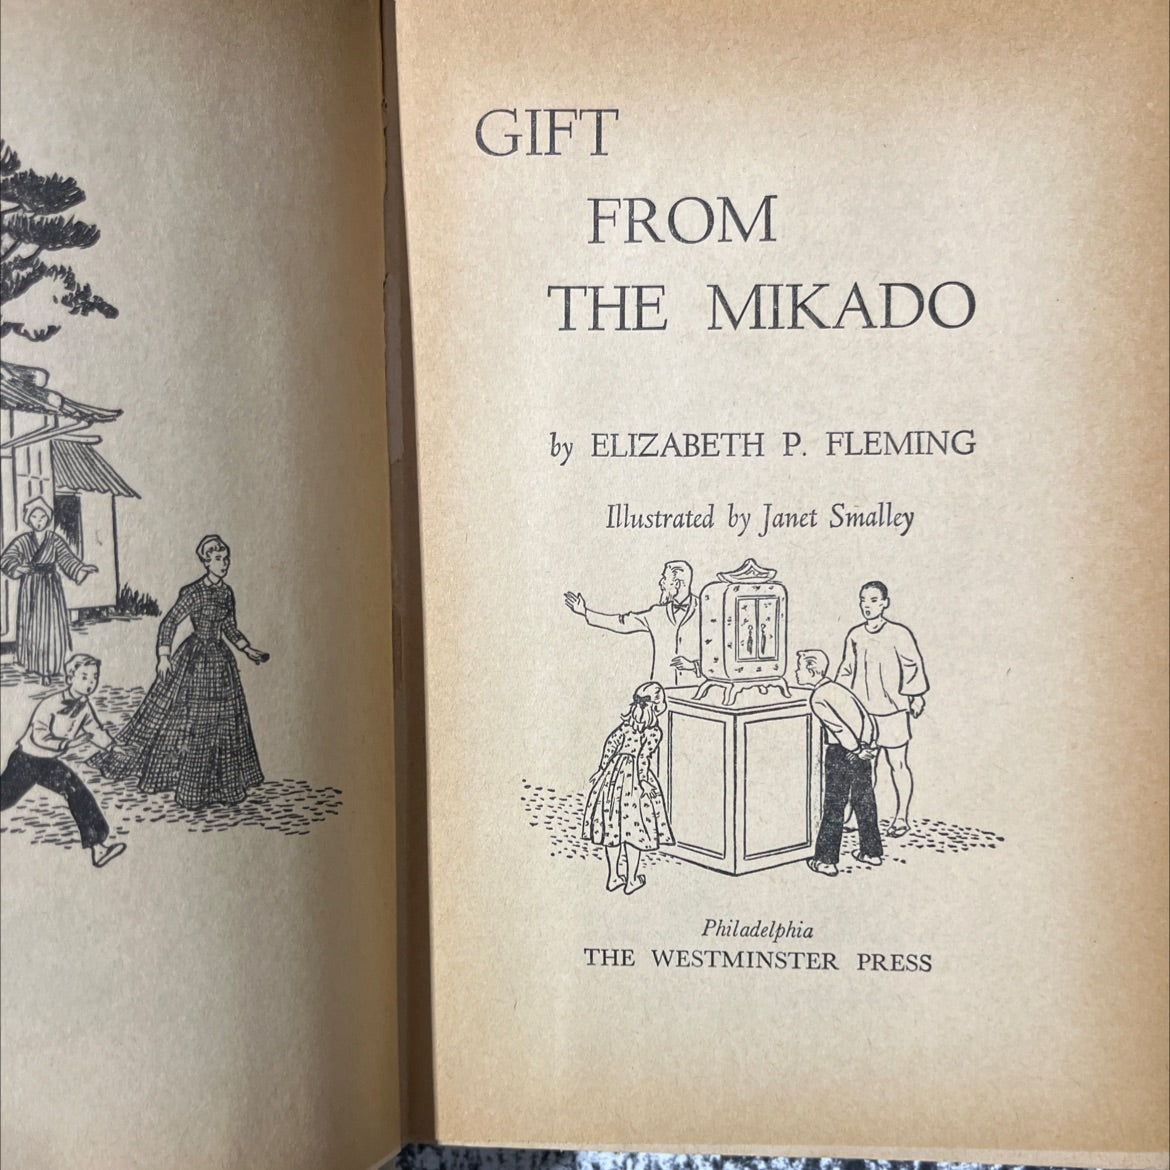 GIFT
FROM
THE MIKADO
by ELIZABETH P. FLEMING
Illustrated by Janet Smalley
Philadelphia
THE WESTMINSTER PRESS